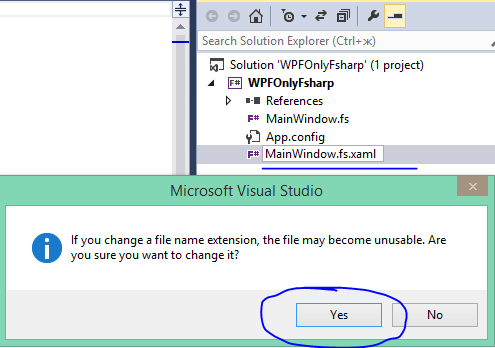 Search Solution Explorer (Ctrl+ж)
Solution 'WPFOnlyFsharp' (1 project)
F# WPFOnlyFsharp
References
F# MainWindow.fs
App.config
F# MainWindow.fs.xaml
Microsoft Visual Studio
If you change a file name extension, the file may become unusable. Are
you sure you want to change it?
Yes
No